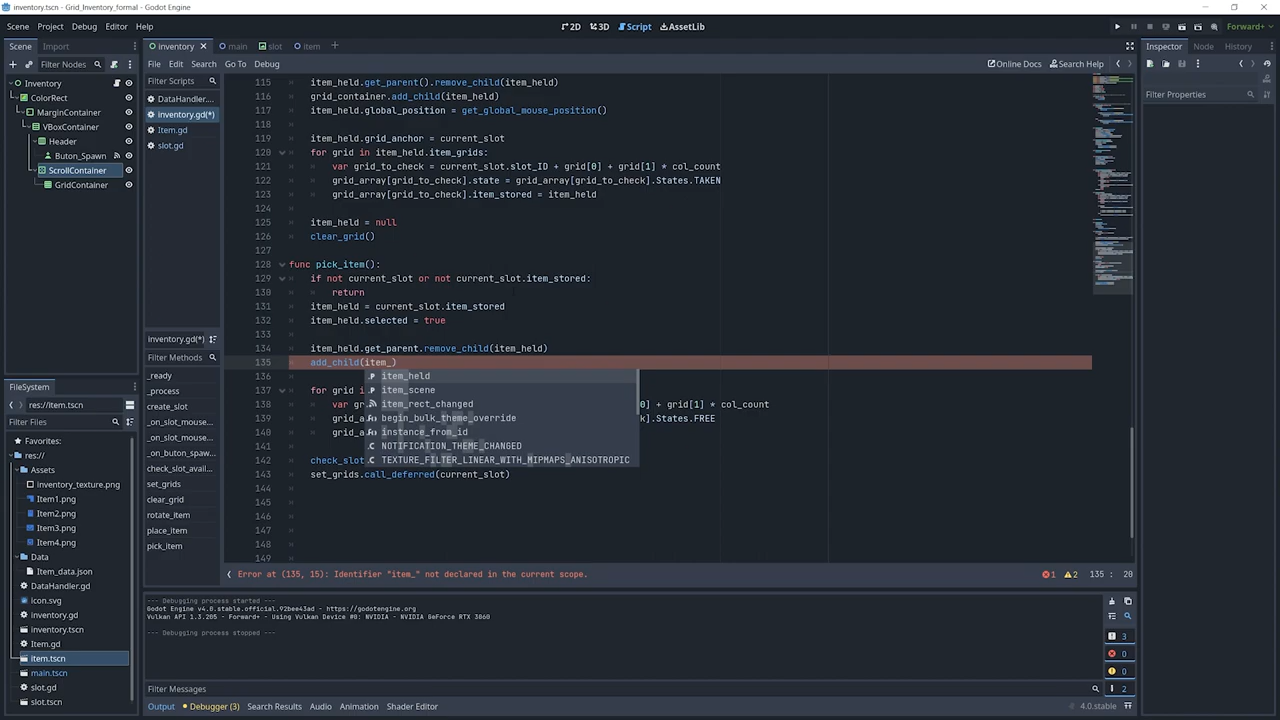 inventory.tscn - Grid_Inventory_formal - Godot Engine
Scene Project Debug Editor Help
2D 3D Script AssetLib
Forward+
Scene Import
inventory main slot item
Inspector Node History
Filter Nodes
File Edit Search Go To Debug
Online Docs Search Help
Filter Scripts
Filter Properties
Inventory
ColorRect
MarginContainer
VBoxContainer
Header
Buton_Spawn
ScrollContainer
GridContainer
DataHandler....
inventory.gd(*)
Item.gd
slot.gd
inventory.gd(*)
Filter Methods
_ready
_process
create_slot
_on_slot_mouse...
_on_slot_mouse...
_on_button_spaw...
check_slot_avail...
set_grids
clear_grid
rotate_item
place_item
pick_item
115 item_held.get_parent().remove_child(item_held)
116 grid_container.add_child(item_held)
117 item_held.global_position = get_global_mouse_position()
118
119 item_held.grid_anchor = current_slot
120 for grid in item_held.item_grids:
121 var grid_to_check = current_slot.slot_ID + grid[0] + grid[1] * col_count
122 grid_array[grid_to_check].state = grid_array[grid_to_check].States.TAKEN
123 grid_array[grid_to_check].item_stored = item_held
124
125 item_held = null
126 clear_grid()
127
128 func pick_item():
129 if not current_slot or not current_slot.item_stored:
130 return
131 item_held = current_slot.item_stored
132 item_held.selected = true
133
134 item_held.get_parent.remove_child(item_held)
135 add_child(item_)
136 item_held
137 for grid i item_scene
138 var gr item_rect_changed 0] + grid[1] * col_count
139 grid_a begin_bulk_theme_override k].States.FREE
140 grid_a instance_from_id
141 NOTIFICATION_THEME_CHANGED
142 check_slot TEXTURE_FILTER_LINEAR_WITH_MIPMAPS_ANISOTROPIC
143 set_grids.call_deferred(current_slot)
144
145
146
147
148
149
Error at (135, 15): Identifier "item_" not declared in the current scope.
1 2 135 : 20
FileSystem
res://item.tscn
Filter Files
Favorites:
res://
Assets
inventory_texture.png
Item1.png
Item2.png
Item3.png
Item4.png
Data
Item_data.json
DataHandler.gd
icon.svg
inventory.gd
inventory.tscn
Item.gd
item.tscn
main.tscn
slot.gd
slot.tscn
--- Debugging process started ---
Godot Engine v4.0.stable.official.92bee43ad - https://godotengine.org
Vulkan API 1.3.205 - Forward+ - Using Vulkan Device #0: NVIDIA - NVIDIA GeForce RTX 3060
--- Debugging process stopped ---
3
0
0
2
Filter Messages
Output Debugger (3) Search Results Audio Animation Shader Editor
4.0.stable